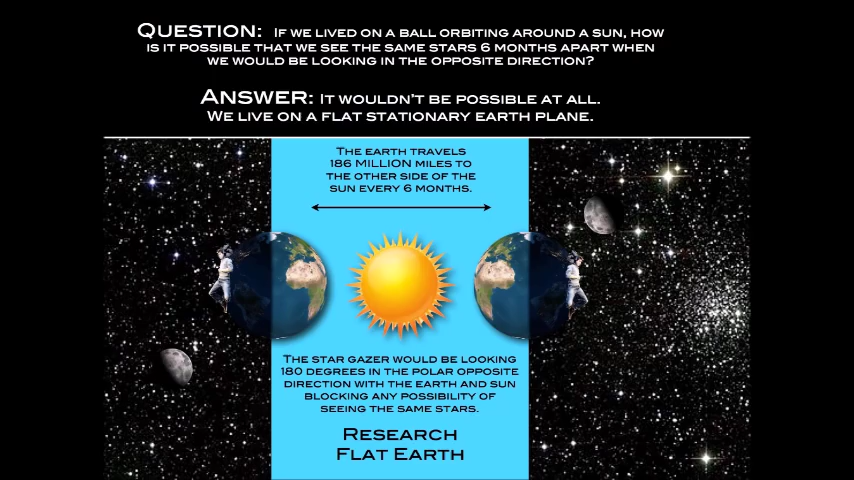 QUESTION: IF WE LIVED ON A BALL ORBITING AROUND A SUN, HOW
IS IT POSSIBLE THAT WE SEE THE SAME STARS 6 MONTHS APART WHEN
WE WOULD BE LOOKING IN THE OPPOSITE DIRECTION?
ANSWER: IT WOULDN'T BE POSSIBLE AT ALL.
WE LIVE ON A FLAT STATIONARY EARTH PLANE.
THE EARTH TRAVELS
186 MILLION MILES TO
THE OTHER SIDE OF THE
SUN EVERY 6 MONTHS.
THE STAR GAZER WOULD BE LOOKING
180 DEGREES IN THE POLAR OPPOSITE
DIRECTION WITH THE EARTH AND SUN
BLOCKING ANY POSSIBILITY OF
SEEING THE SAME STARS.
RESEARCH
FLAT EARTH